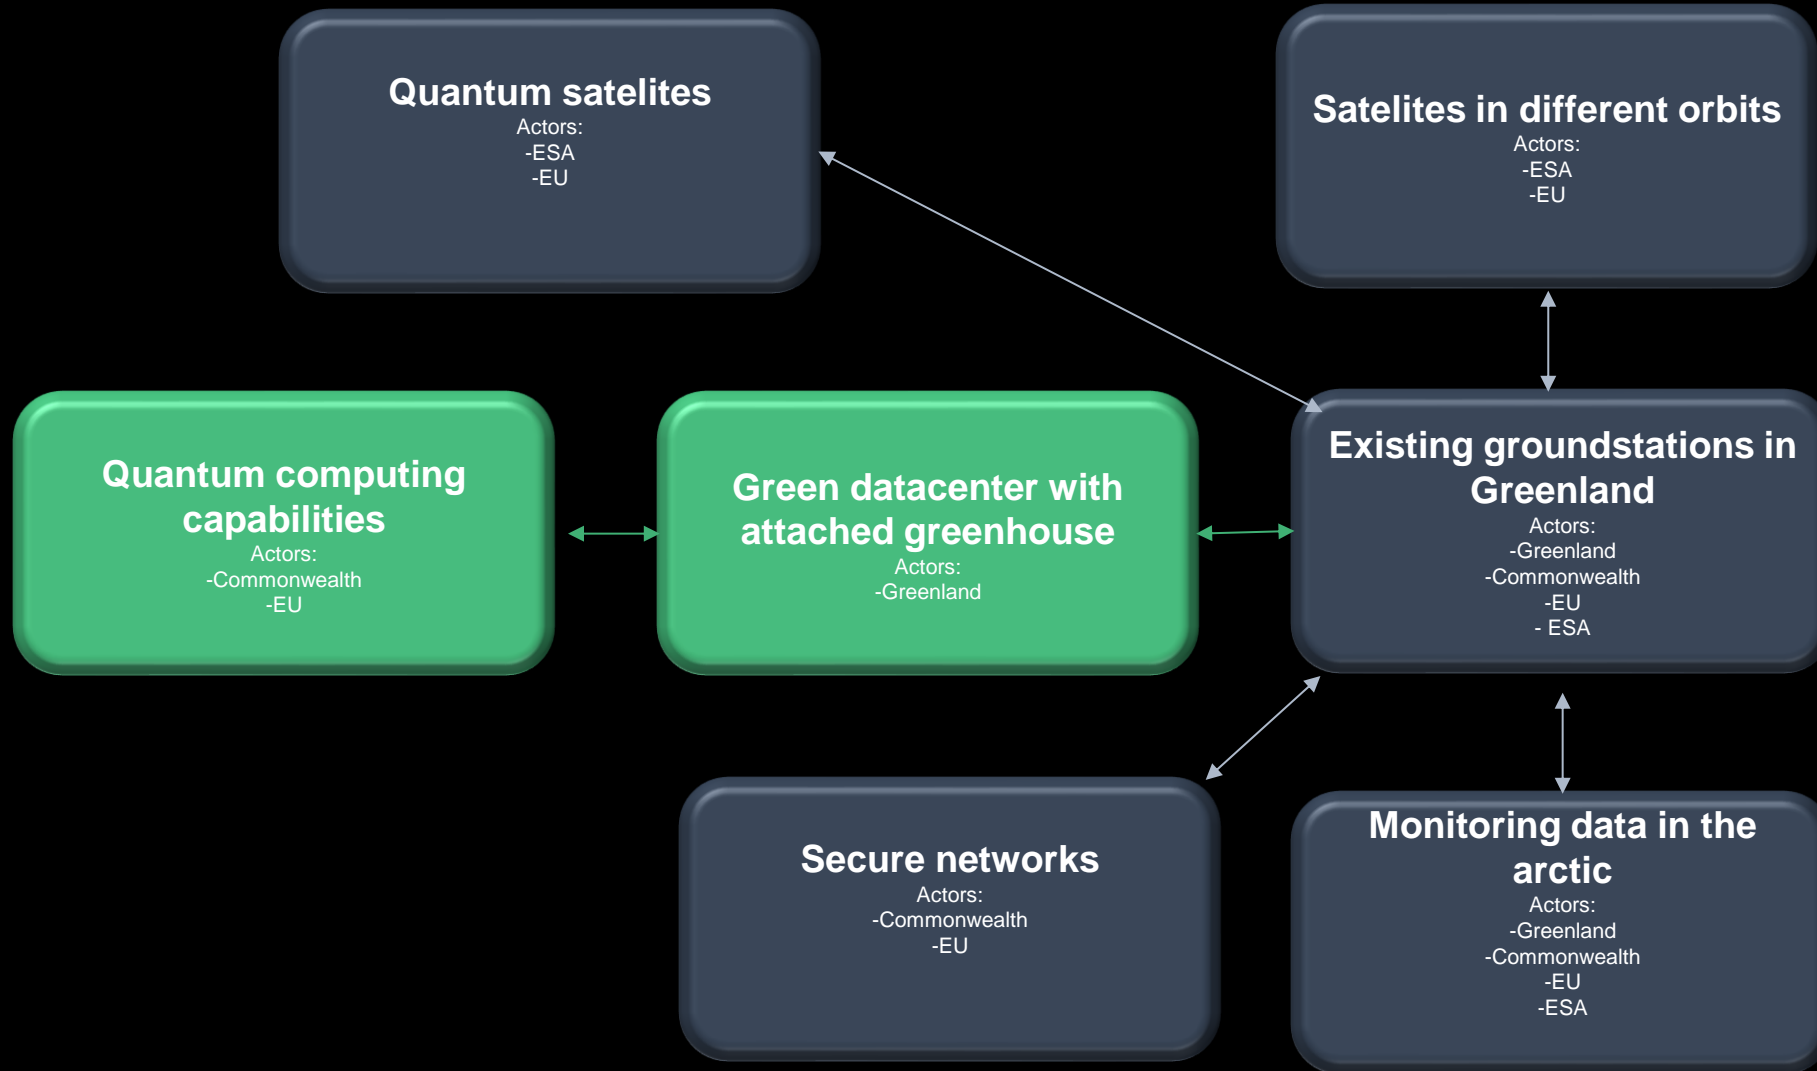 Quantum satelites
Actors:
-ESA
-EU
Satelites in different orbits
Actors:
-ESA
-EU
Quantum computing
capabilities
Actors:
-Commonwealth
-EU
Green datacenter with
attached greenhouse
Actors:
-Greenland
Existing groundstations in
Greenland
Actors:
-Greenland
-Commonwealth
-EU
- ESA
Secure networks
Actors:
-Commonwealth
-EU
Monitoring data in the
arctic
Actors:
-Greenland
-Commonwealth
-EU
-ESA